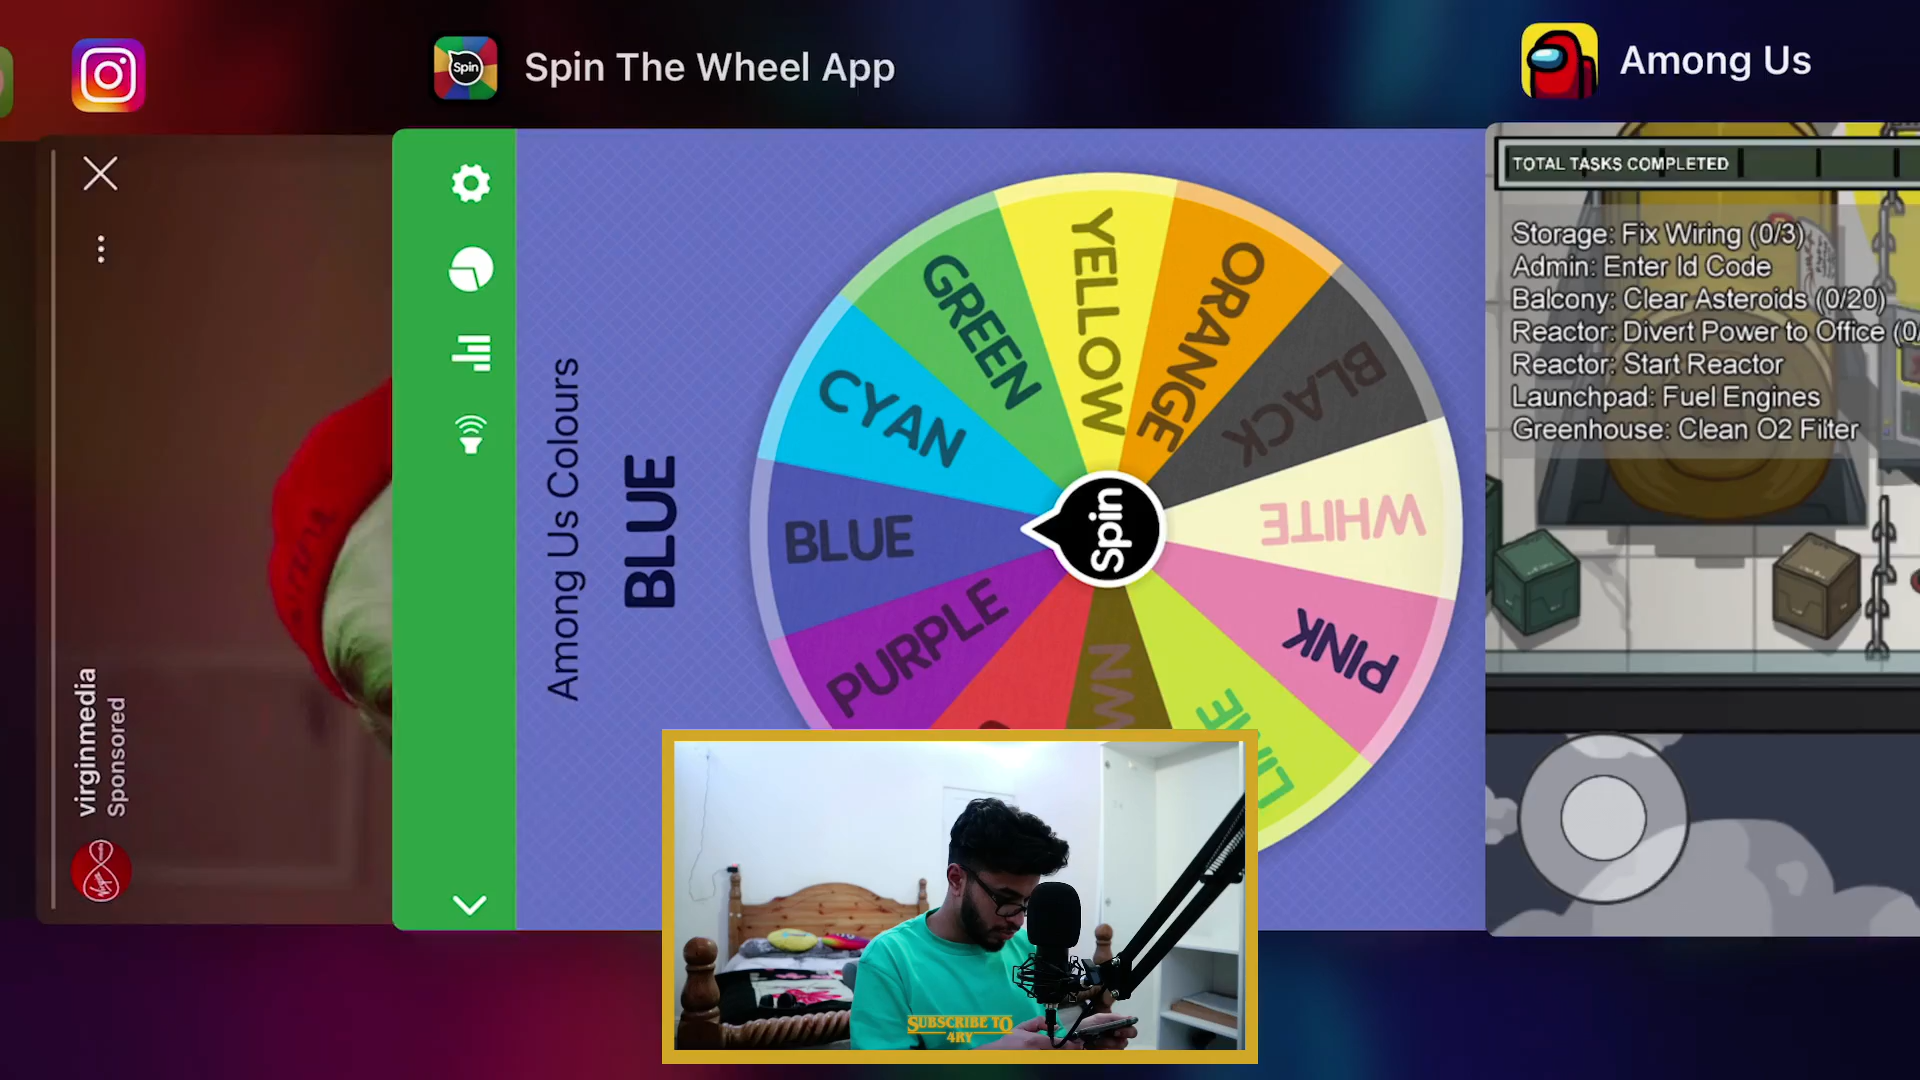 Spin
Spin The Wheel App
Among Us
virginmedia
Sponsored
Virgin
Among Us Colours
BLUE
GREEN
YELLOW
ORANGE
BLACK
CYAN
WHITE
BLUE
Spin
PURPLE
PINK
LIME
TOTAL TASKS COMPLETED
Storage: Fix Wiring (0/3)
Admin: Enter Id Code
Balcony: Clear Asteroids (0/20)
Reactor: Divert Power to Office (0/
Reactor: Start Reactor
Launchpad: Fuel Engines
Greenhouse: Clean O2 Filter
SUBSCRIBE TO
4RY